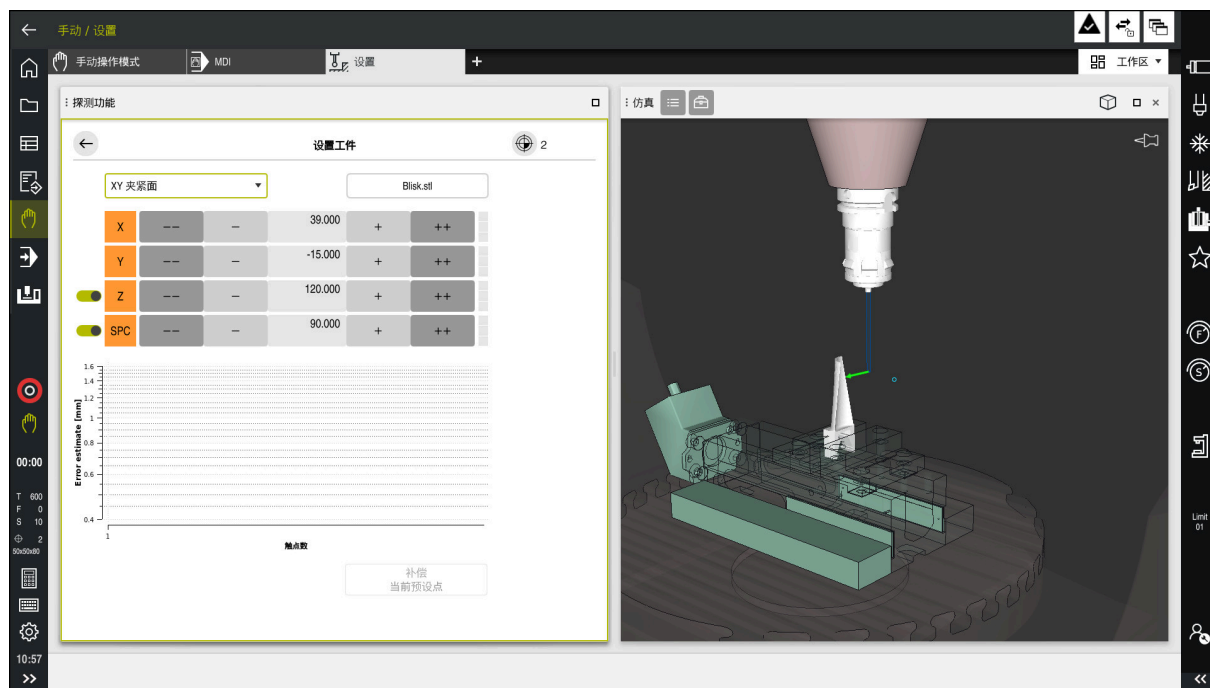 手动 / 设置
手动操作模式
MDI
设置
+
工作区
探测功能
设置工件
2
XY 夹紧面
Blisk.stl
X -- - 39.000 + ++
Y -- - -15.000 + ++
Z -- - 120.000 + ++
SPC -- - 90.000 + ++
Error estimate [mm]
1.6
1.4
1.2
1
0.8
0.6
0.4
1
触点数
补偿
当前预设点
仿真
00:00
T 600
F 0
S 10
2
50x50x80
10:57
>>
F
S
Limit
01
<<